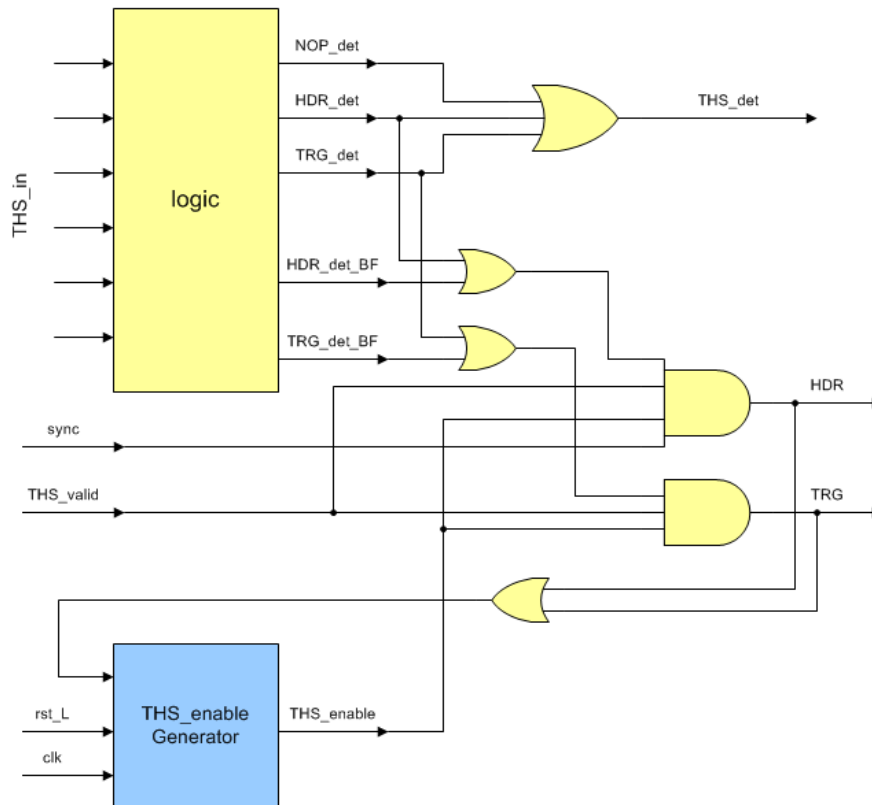 NOP_det
HDR_det
THS_det
TRG_det
THS_in
logic
HDR_det_BF
TRG_det_BF
HDR
sync
THS_valid
TRG
rst_L
THS_enable
Generator
THS_enable
clk